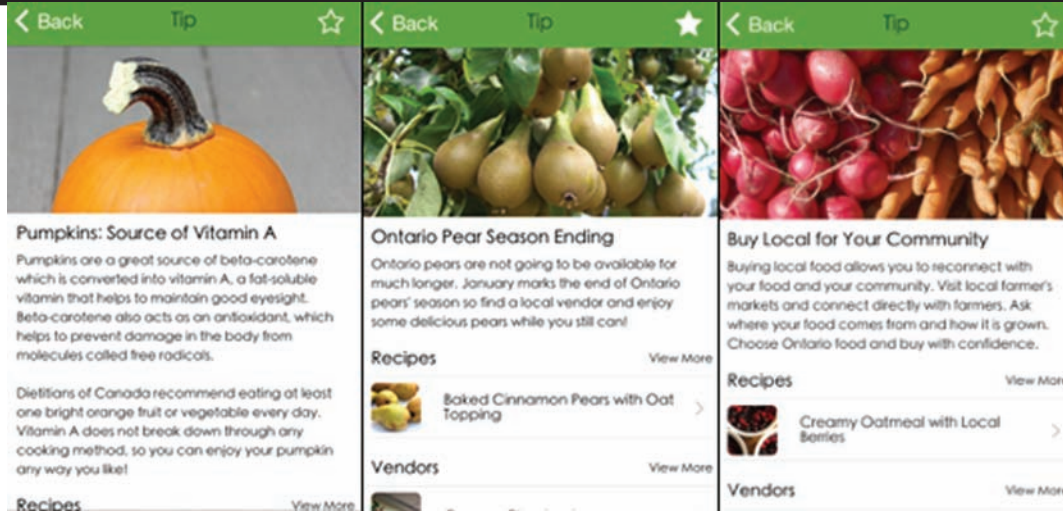 Back
Tip
Pumpkins: Source of Vitamin A
Pumpkins are a great source of beta-carotene
which is converted into vitamin A, a fat-soluble
vitamin that helps to maintain good eyesight.
Beta-carotene also acts as an antioxidant, which
helps to prevent damage in the body from
molecules called free radicals.
Dietitians of Canada recommend eating at least
one bright orange fruit or vegetable every day.
Vitamin A does not break down through any
cooking method, so you can enjoy your pumpkin
any way you like!
Recipes
View More
Back
Tip
Ontario Pear Season Ending
Ontario pears are not going to be available for
much longer. January marks the end of Ontario
pears' season so find a local vendor and enjoy
some delicious pears while you still can!
Recipes
View More
Baked Cinnamon Pears with Oat
Topping
Vendors
View More
Back
Tip
Buy Local for Your Community
Buying local food allows you to reconnect with
your food and your community. Visit local farmer's
markets and connect directly with farmers. Ask
where your food comes from and how it is grown.
Choose Ontario food and buy with confidence.
Recipes
View More
Creamy Oatmeal with Local
Berries
Vendors
View More